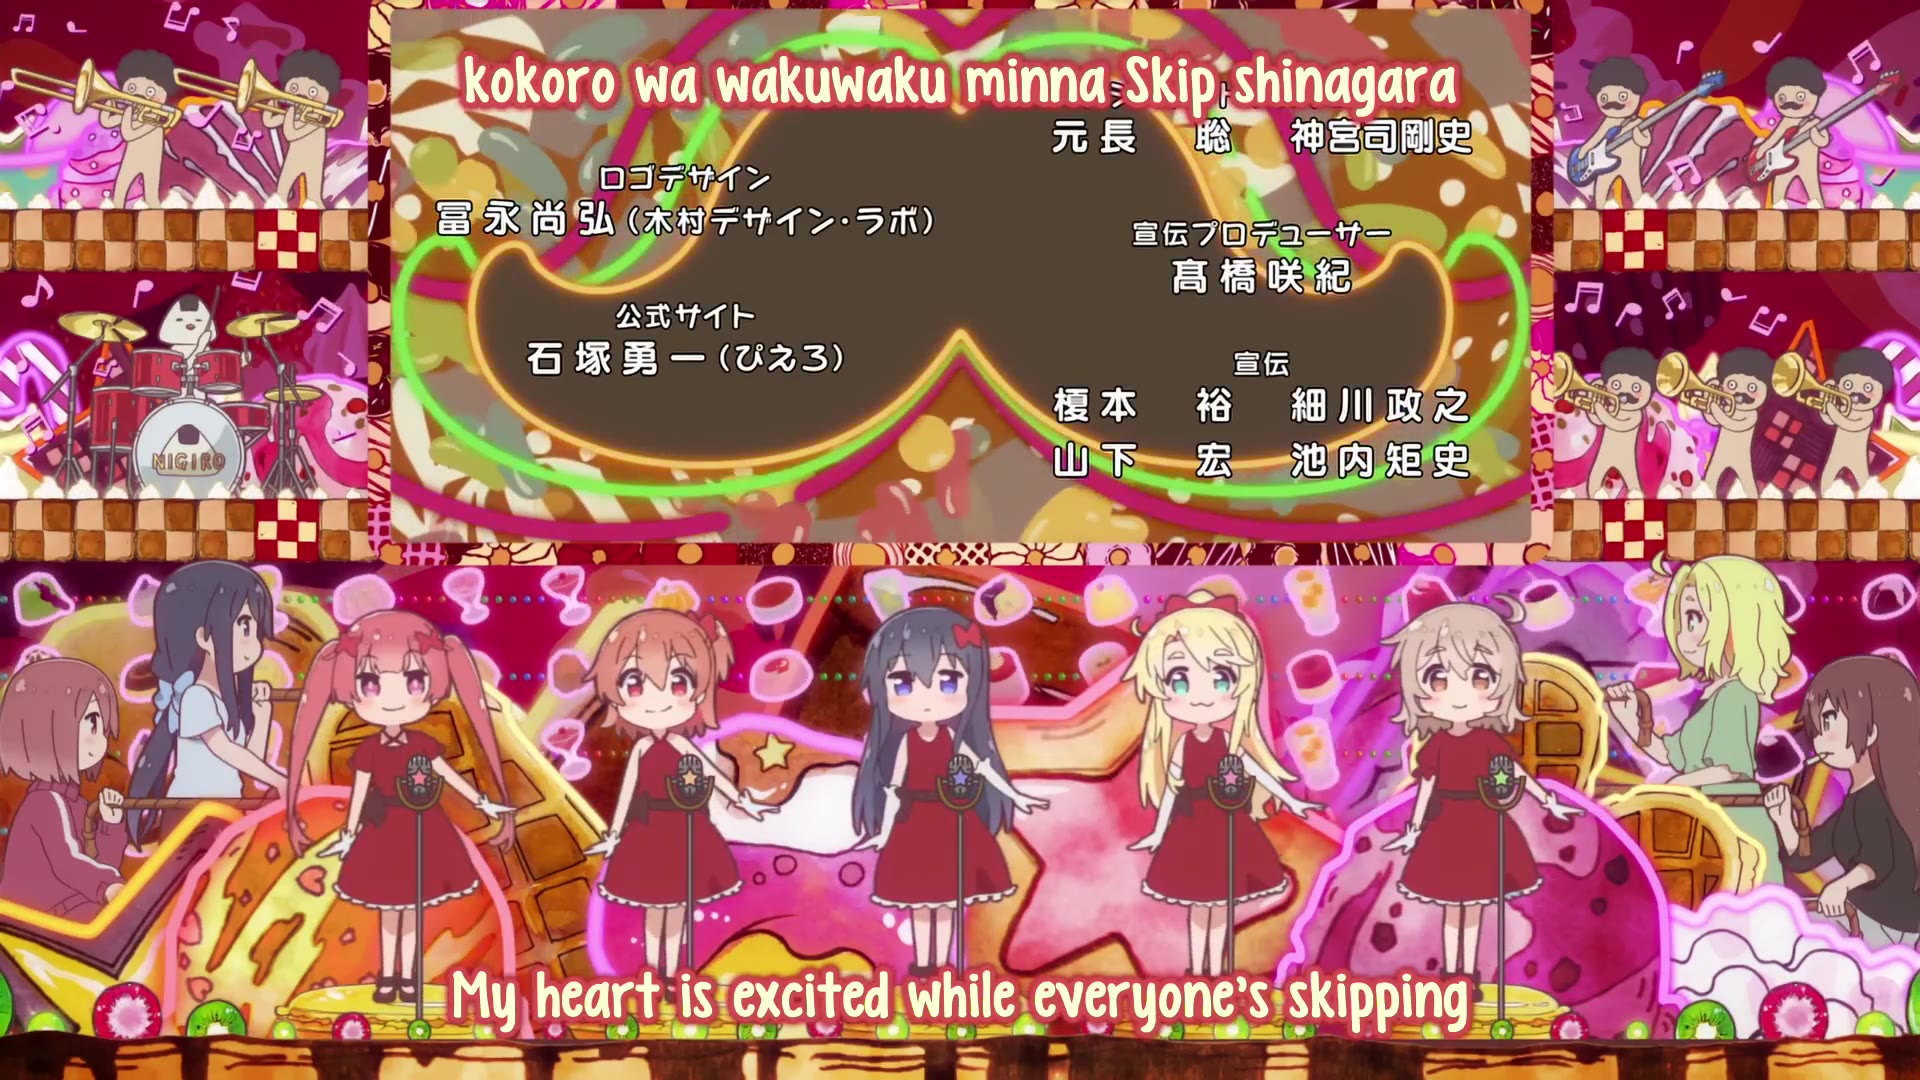 kokoro wa wakuwaku minna Skip shinagara
元長 聡 神宮司剛史
ロゴデザイン
冨永尚弘(木村デザイン・ラボ)
宣伝プロデューサー
髙橋咲紀
公式サイト
石塚勇一(ぴえろ)
宣伝
榎本 裕 細川政之
山下 宏 池内矩史
NIGIRO
My heart is excited while everyone's skipping